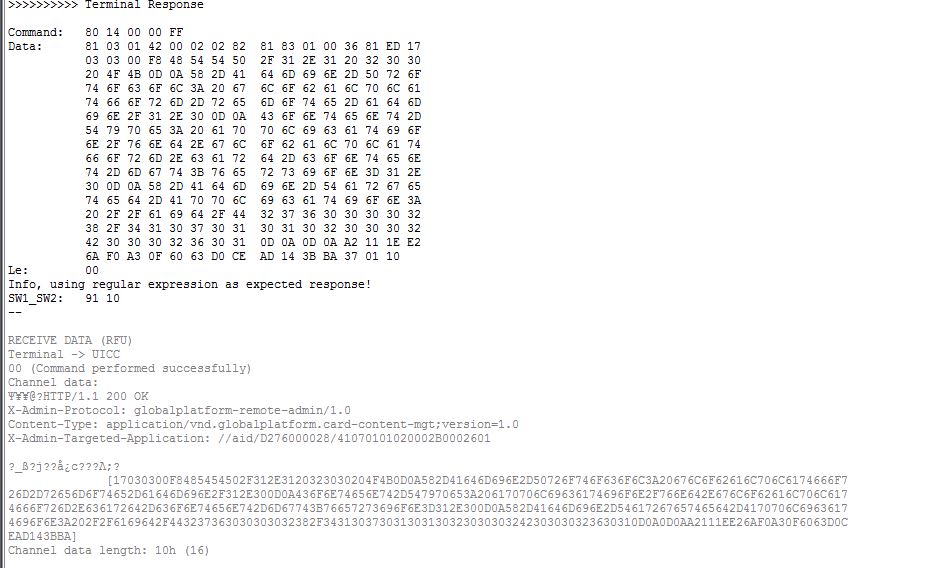 >>>>>>>>>> Terminal Response
Command: 80 14 00 00 FF
Data: 81 03 01 42 00 02 02 82 81 83 01 00 36 81 ED 17
03 03 00 F8 48 54 54 50 2F 31 2E 31 20 32 30 30
20 4F 4B 0D 0A 58 2D 41 64 6D 69 6E 2D 50 72 6F
74 6F 63 6F 6C 3A 20 67 6C 6F 62 61 6C 70 6C 61
74 66 6F 72 6D 2D 72 65 6D 6F 74 65 2D 61 64 6D
69 6E 2F 31 2E 30 0D 0A 43 6F 6E 74 65 6E 74 2D
54 79 70 65 3A 20 61 70 70 6C 69 63 61 74 69 6F
6E 2F 76 6E 64 2E 67 6C 6F 62 61 6C 70 6C 61 74
66 6F 72 6D 2E 63 61 72 64 2D 63 6F 6E 74 65 6E
74 2D 6D 67 74 3B 76 65 72 73 69 6F 6E 3D 31 2E
30 0D 0A 58 2D 41 64 6D 69 6E 2D 54 61 72 67 65
74 65 64 2D 41 70 70 6C 69 63 61 74 69 6F 6E 3A
20 2F 2F 61 69 64 2F 44 32 37 36 30 30 30 30 32
38 2F 34 31 30 37 30 31 30 31 30 32 30 30 30 32
42 30 30 30 32 36 30 31 0D 0A 0D 0A A2 11 1E E2
6A F0 A3 0F 60 63 D0 CE AD 14 3B BA 37 01 10
Le: 00
Info, using regular expression as expected response!
SW1_SW2: 91 10
--
RECEIVE DATA (RFU)
Terminal -> UICC
00 (Command performed successfully)
Channel data:
Ψ¥¥@?HTTP/1.1 200 OK
X-Admin-Protocol: globalplatform-remote-admin/1.0
Content-Type: application/vnd.globalplatform.card-content-mgt;version=1.0
X-Admin-Targeted-Application: //aid/D276000028/41070101020002B0002601
?_ß?j??å¿c???Λ;?
[17030300F8485454502F312E3120323030204F4B0D0A582D41646D696E2D50726F746F636F6C3A20676C6F62616C706C6174666F7
26D2D72656D6F74652D61646D696E2F312E300D0A436F6E74656E742D547970653A206170706C69636174696F6E2F766E642E676C6F62616C706C617
4666F726D2E636172642D636F6E74656E742D6D67743B76657273696F6E3D312E300D0A582D41646D696E2D54617267657465642D4170706C6963617
4696F6E3A202F2F6169642F443237363030303032382F34313037303130313032303030324230303032363031​0D0A0D0AA2111EE26AF0A30F6063D0C
EAD143BBA]
Channel data length: 10h (16)